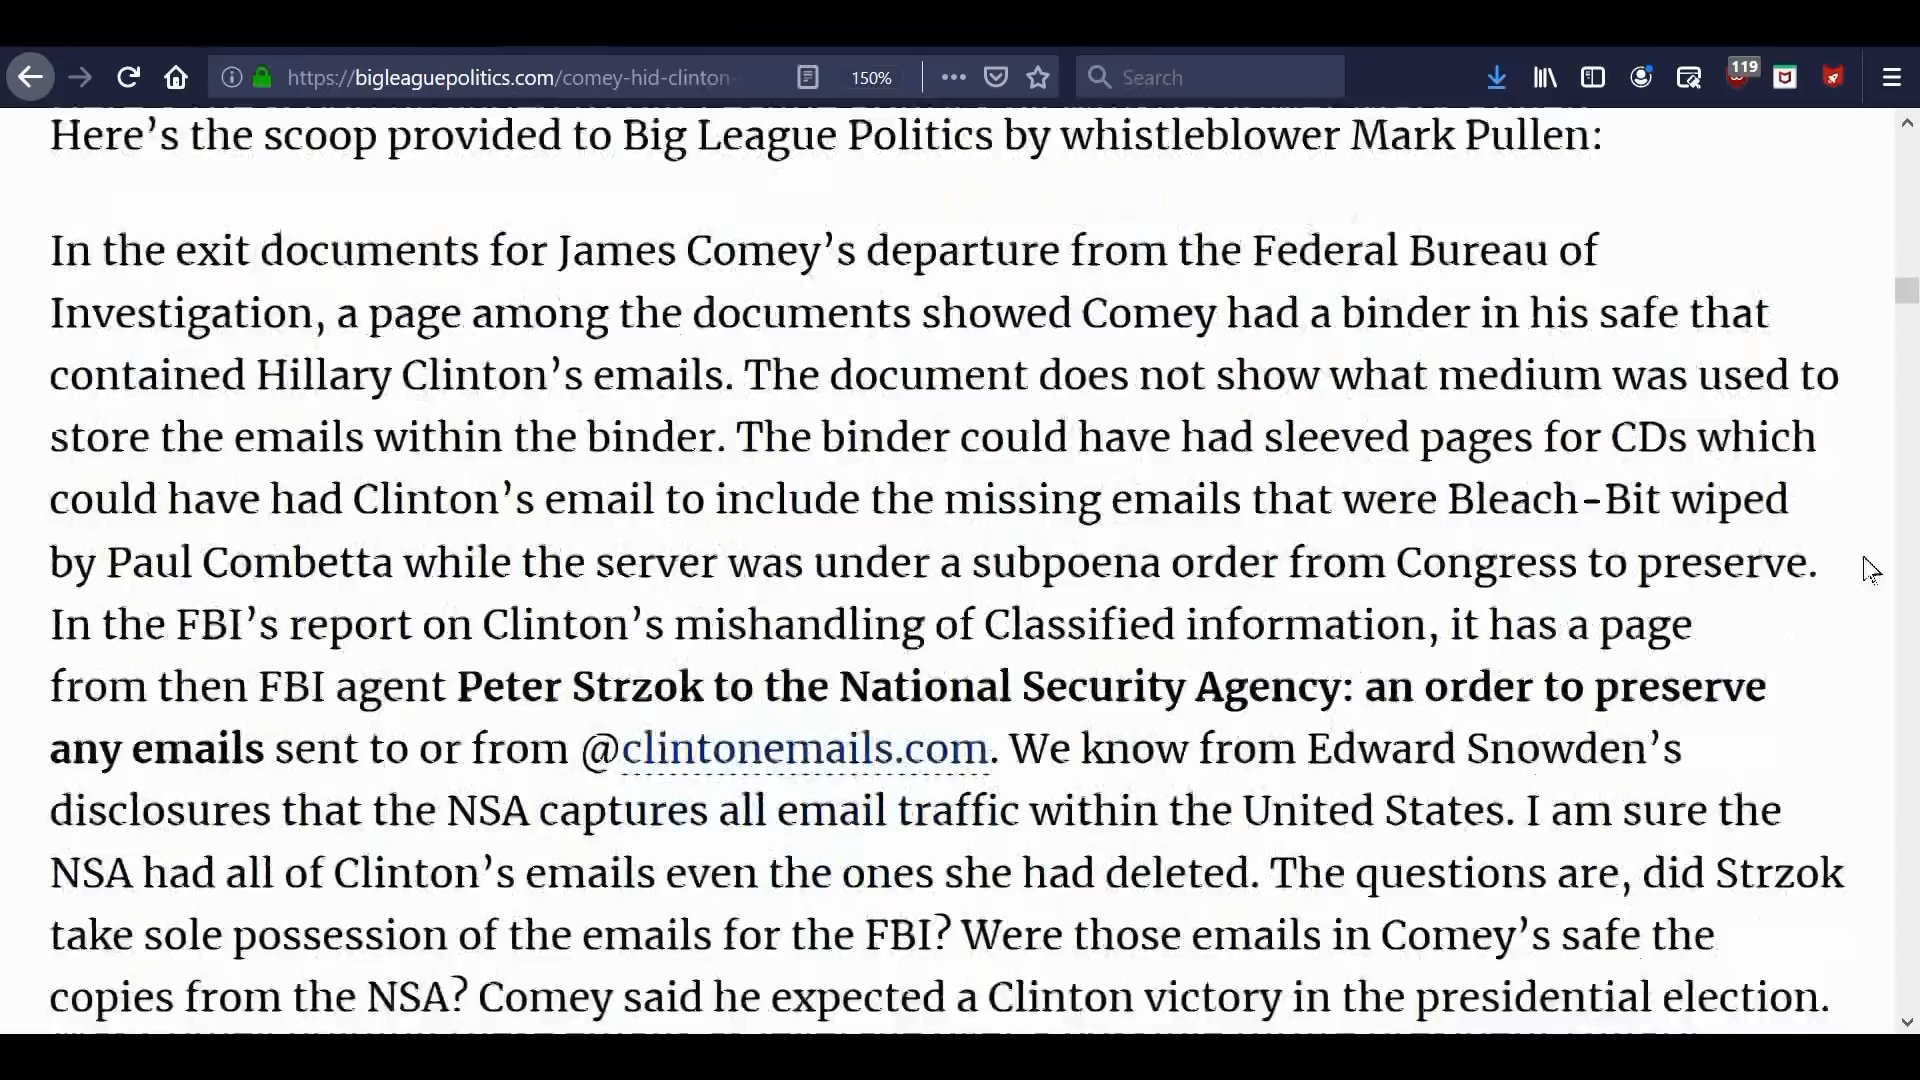 https://bigleaguepolitics.com/comey-hid-clinton-
150%
Search
119
Here’s the scoop provided to Big League Politics by whistleblower Mark Pullen:
In the exit documents for James Comey’s departure from the Federal Bureau of
Investigation, a page among the documents showed Comey had a binder in his safe that
contained Hillary Clinton’s emails. The document does not show what medium was used to
store the emails within the binder. The binder could have had sleeved pages for CDs which
could have had Clinton’s email to include the missing emails that were Bleach-Bit wiped
by Paul Combetta while the server was under a subpoena order from Congress to preserve.
In the FBI’s report on Clinton’s mishandling of Classified information, it has a page
from then FBI agent Peter Strzok to the National Security Agency: an order to preserve
any emails sent to or from @clintonemails.com. We know from Edward Snowden’s
disclosures that the NSA captures all email traffic within the United States. I am sure the
NSA had all of Clinton’s emails even the ones she had deleted. The questions are, did Strzok
take sole possession of the emails for the FBI? Were those emails in Comey’s safe the
copies from the NSA? Comey said he expected a Clinton victory in the presidential election.